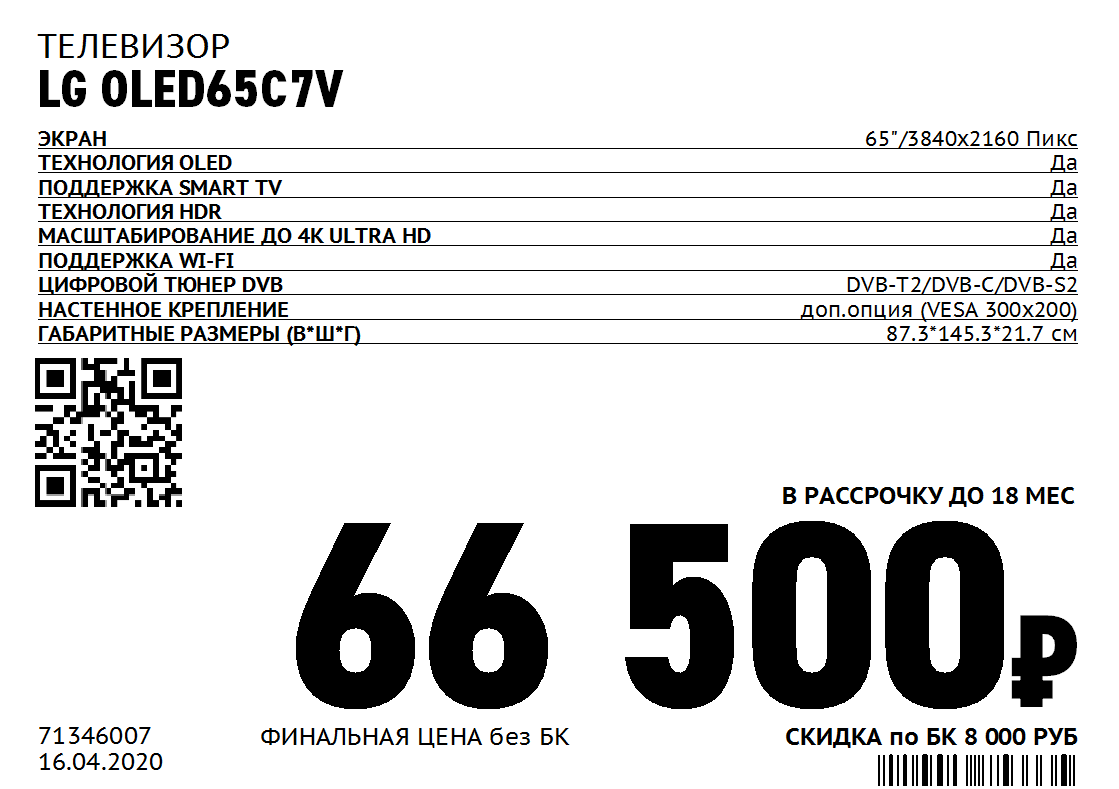 ТЕЛЕВИЗОР
LG OLED65C7V
ЭКРАН 65"/3840x2160 Пикс
ТЕХНОЛОГИЯ OLED Да
ПОДДЕРЖКА SMART TV Да
ТЕХНОЛОГИЯ HDR Да
МАСШТАБИРОВАНИЕ ДО 4K ULTRA HD Да
ПОДДЕРЖКА WI-FI Да
ЦИФРОВОЙ ТЮНЕР DVB DVB-T2/DVB-C/DVB-S2
НАСТЕННОЕ КРЕПЛЕНИЕ доп.опция (VESA 300x200)
ГАБАРИТНЫЕ РАЗМЕРЫ (В*Ш*Г) 87.3*145.3*21.7 см
В РАССРОЧКУ ДО 18 МЕС
66 500₽
71346007 ФИНАЛЬНАЯ ЦЕНА без БК СКИДКА по БК 8 000 РУБ
16.04.2020